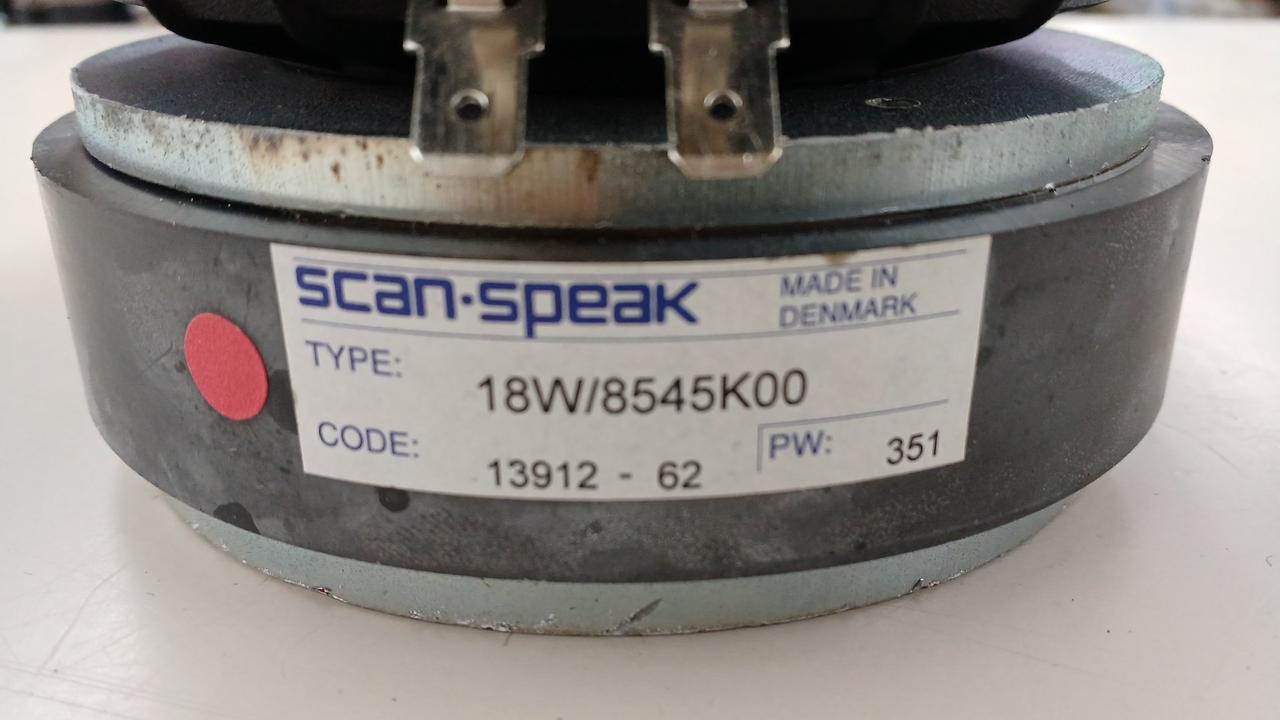 scan·speak
MADE IN
DENMARK
TYPE:
18W/8545K00
CODE:
13912 - 62
PW: 351